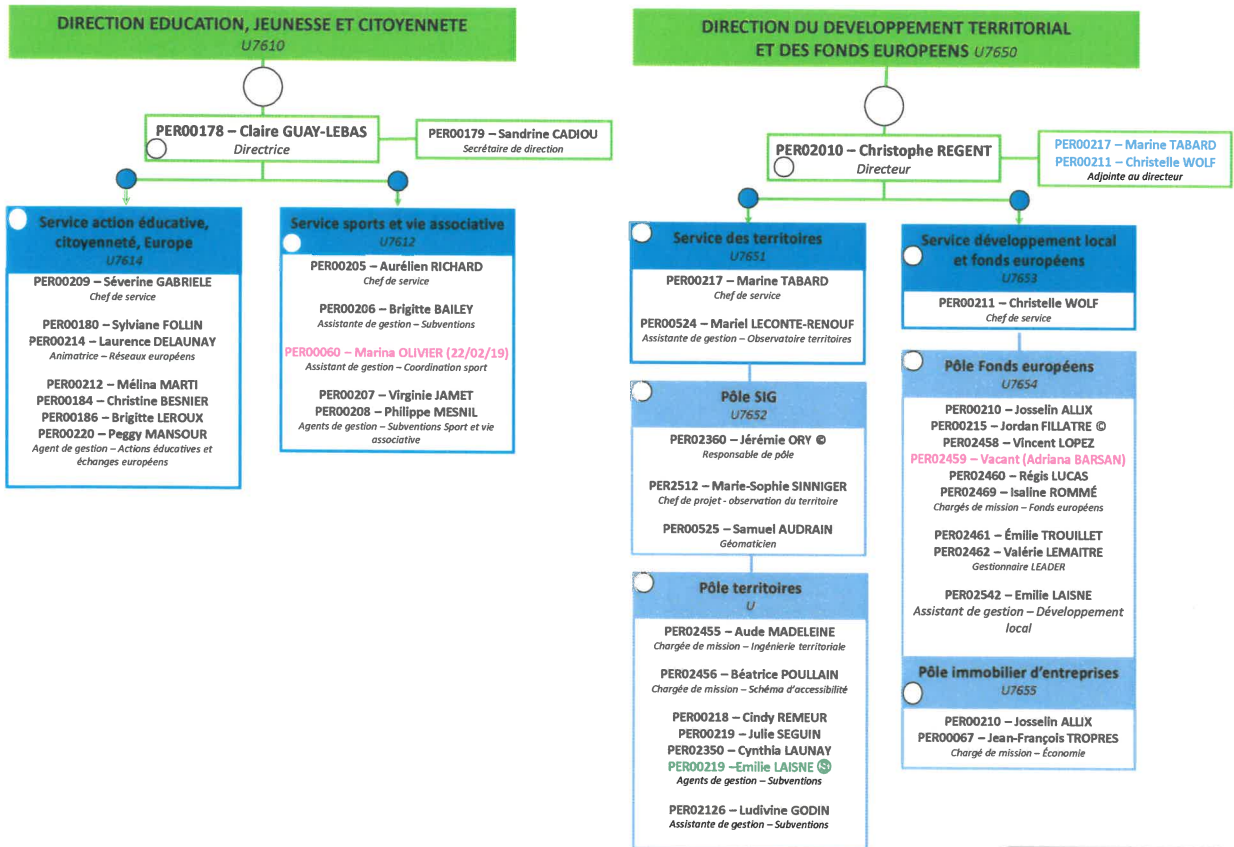 DIRECTION EDUCATION, JEUNESSE ET CITOYENNETE
U7610
PER00178 – Claire GUAY-LEBAS
Directrice
PER00179 – Sandrine CADIOU
Secrétaire de direction
Service action éducative,
citoyenneté, Europe
U7614
PER00209 – Séverine GABRIELE
Chef de service
PER00180 – Sylviane FOLLIN
PER00214 – Laurence DELAUNAY
Animatrice – Réseaux européens
PER00212 – Mélina MARTI
PER00184 – Christine BESNIER
PER00186 – Brigitte LEROUX
PER00220 – Peggy MANSOUR
Agent de gestion – Actions éducatives et
échanges européens
Service sports et vie associative
U7612
PER00205 – Aurélien RICHARD
Chef de service
PER00206 – Brigitte BAILEY
Assistante de gestion – Subventions
PER00060 – Marina OLIVIER (22/02/19)
Assistant de gestion – Coordination sport
PER00207 – Virginie JAMET
PER00208 – Philippe MESNIL
Agents de gestion – Subventions Sport et vie
associative
DIRECTION DU DEVELOPPEMENT TERRITORIAL
ET DES FONDS EUROPEENS U7650
PER02010 – Christophe REGENT
Directeur
PER00217 – Marine TABARD
PER00211 – Christelle WOLF
Adjointe au directeur
Service des territoires
U7651
PER00217 – Marine TABARD
Chef de service
PER00524 – Mariel LECONTE-RENOUF
Assistante de gestion – Observatoire territoires
Pôle SIG
U7652
PER02360 – Jérémie ORY ©
Responsable de pôle
PER2512 – Marie-Sophie SINNIGER
Chef de projet - observation du territoire
PER00525 – Samuel AUDRAIN
Géomaticien
Pôle territoires
U
PER02455 – Aude MADELEINE
Chargée de mission – Ingénierie territoriale
PER02456 – Béatrice POULLAIN
Chargée de mission – Schéma d'accessibilité
PER00218 – Cindy REMEUR
PER00219 – Julie SEGUIN
PER02350 – Cynthia LAUNAY
PER00219 –Emilie LAISNE Ⓢ
Agents de gestion – Subventions
PER02126 – Ludivine GODIN
Assistante de gestion – Subventions
Service développement local
et fonds européens
U7653
PER00211 – Christelle WOLF
Chef de service
Pôle Fonds européens
U7654
PER00210 – Josselin ALLIX
PER00215 – Jordan FILLATRE ©
PER02458 – Vincent LOPEZ
PER02459 – Vacant (Adriana BARSAN)
PER02460 – Régis LUCAS
PER02469 – Isaline ROMMÉ
Chargés de mission – Fonds européens
PER02461 – Émilie TROUILLET
PER02462 – Valérie LEMAITRE
Gestionnaire LEADER
PER02542 – Emilie LAISNE
Assistant de gestion – Développement
local
Pôle immobilier d'entreprises
U7655
PER00210 – Josselin ALLIX
PER00067 – Jean-François TROPRES
Chargé de mission – Économie